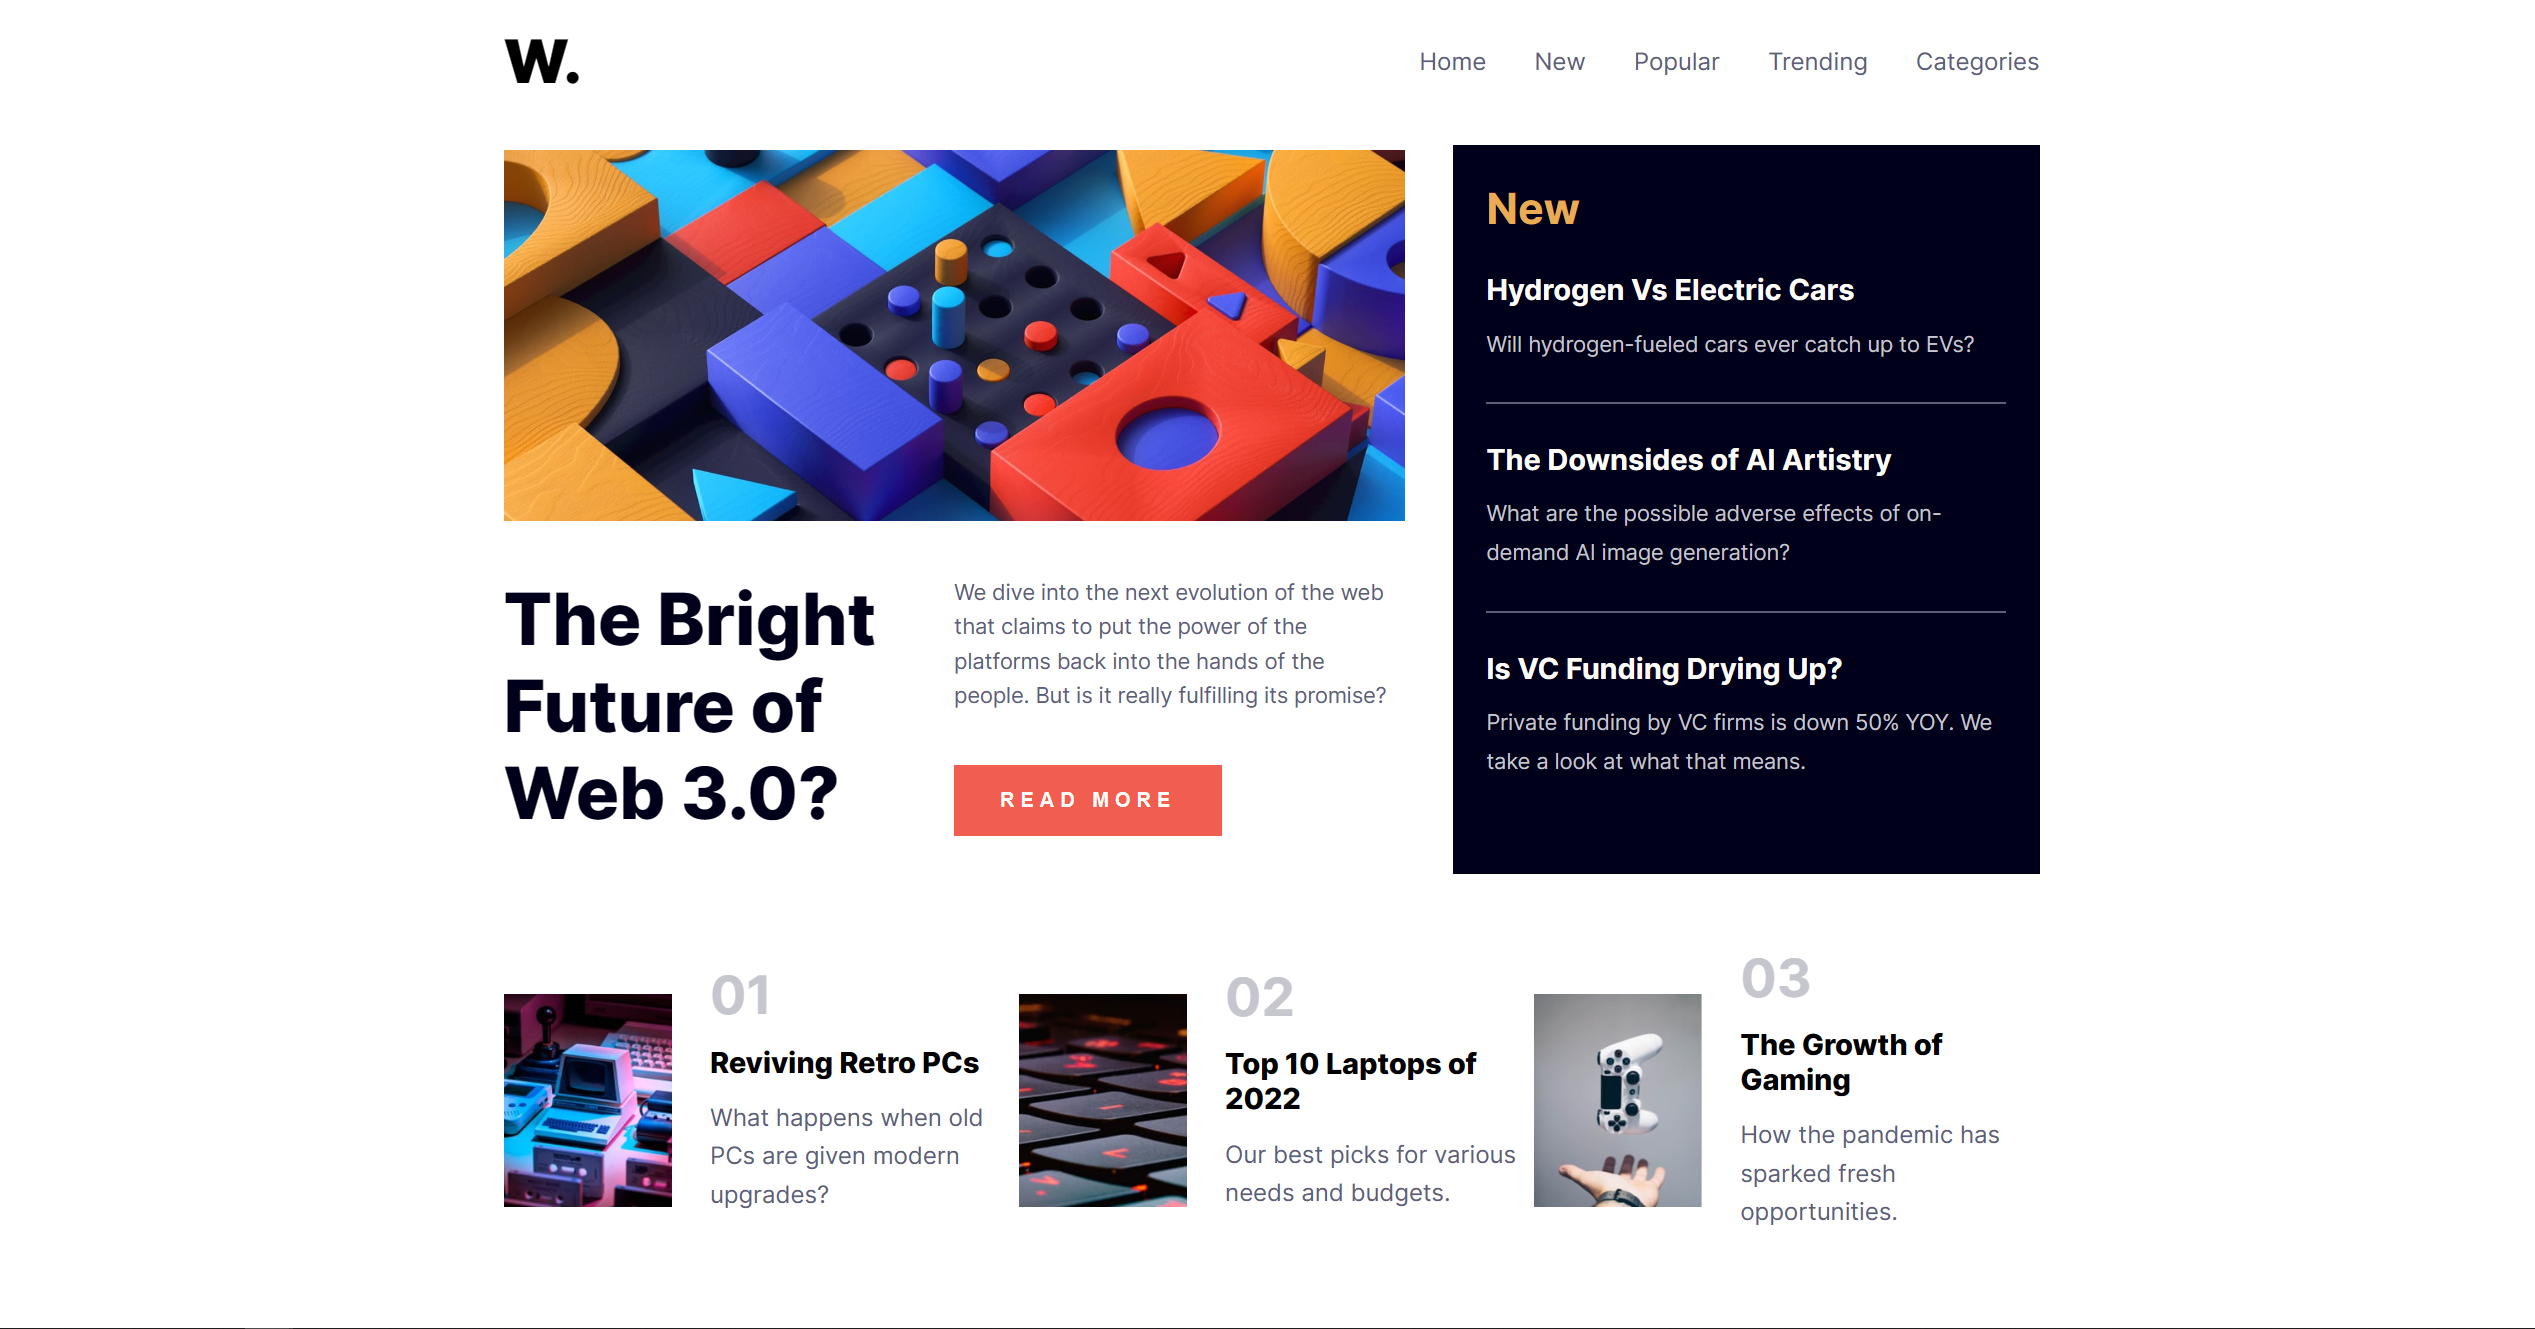 W.
Home New Popular Trending Categories
The Bright
Future of
Web 3.0?
We dive into the next evolution of the web
that claims to put the power of the
platforms back into the hands of the
people. But is it really fulfilling its promise?
READ MORE
New
Hydrogen Vs Electric Cars
Will hydrogen-fueled cars ever catch up to EVs?
The Downsides of AI Artistry
What are the possible adverse effects of on-
demand AI image generation?
Is VC Funding Drying Up?
Private funding by VC firms is down 50% YOY. We
take a look at what that means.
01
Reviving Retro PCs
What happens when old
PCs are given modern
upgrades?
02
Top 10 Laptops of
2022
Our best picks for various
needs and budgets.
03
The Growth of
Gaming
How the pandemic has
sparked fresh
opportunities.